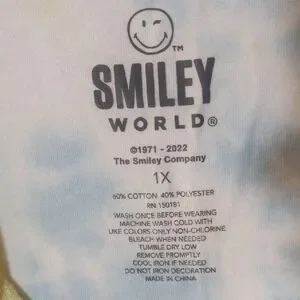 TM
SMILEY
WORLD®
©1971 - 2022
The Smiley Company
1X
60% COTTON 40% POLYESTER
RN 150181
WASH ONCE BEFORE WEARING
MACHINE WASH COLD WITH
LIKE COLORS ONLY NON-CHLORINE
BLEACH WHEN NEEDED
TUMBLE DRY LOW
REMOVE PROMPTLY
COOL IRON IF NEEDED
DO NOT IRON DECORATION
MADE IN CHINA